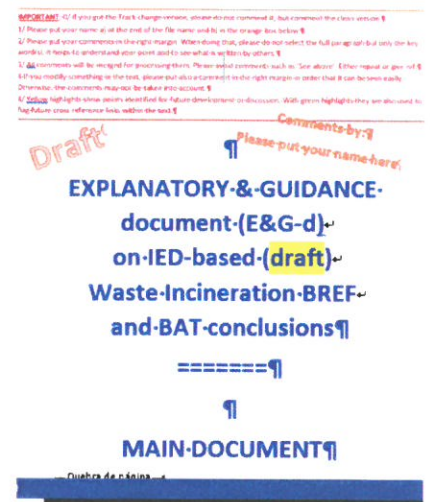 IMPORTANT 0/ If you got the Track change version, please do not comment it, but comment the clean version. ¶
1/ Please put your name a) at the end of the file name and b) in the orange box below ¶
2/ Please put your comments in the right margin. When doing that, please do not select the full paragraph but only the key
word(s). It helps to understand your point and to see what is written by others. ¶
3/ All comments will be merged for processing them. Please avoid comments such as 'See above'. Either repeat or give ref. ¶
If you modify something in the text, please put also a comment in the right margin in order that it can be seen easily.
Otherwise, the comments may not be taken into account. ¶
Yellow highlights show points identified for future development or discussion. With green highlights they are also used to
flag future cross reference links within the text. ¶
Draft
Comments by:¶
Please put your name here
¶
EXPLANATORY·&·GUIDANCE·
document·(E&G-d)↵
on·IED-based·(draft)↵
Waste·Incineration·BREF↵
and·BAT·conclusions¶
=======¶
¶
MAIN·DOCUMENT¶
Quebra de página